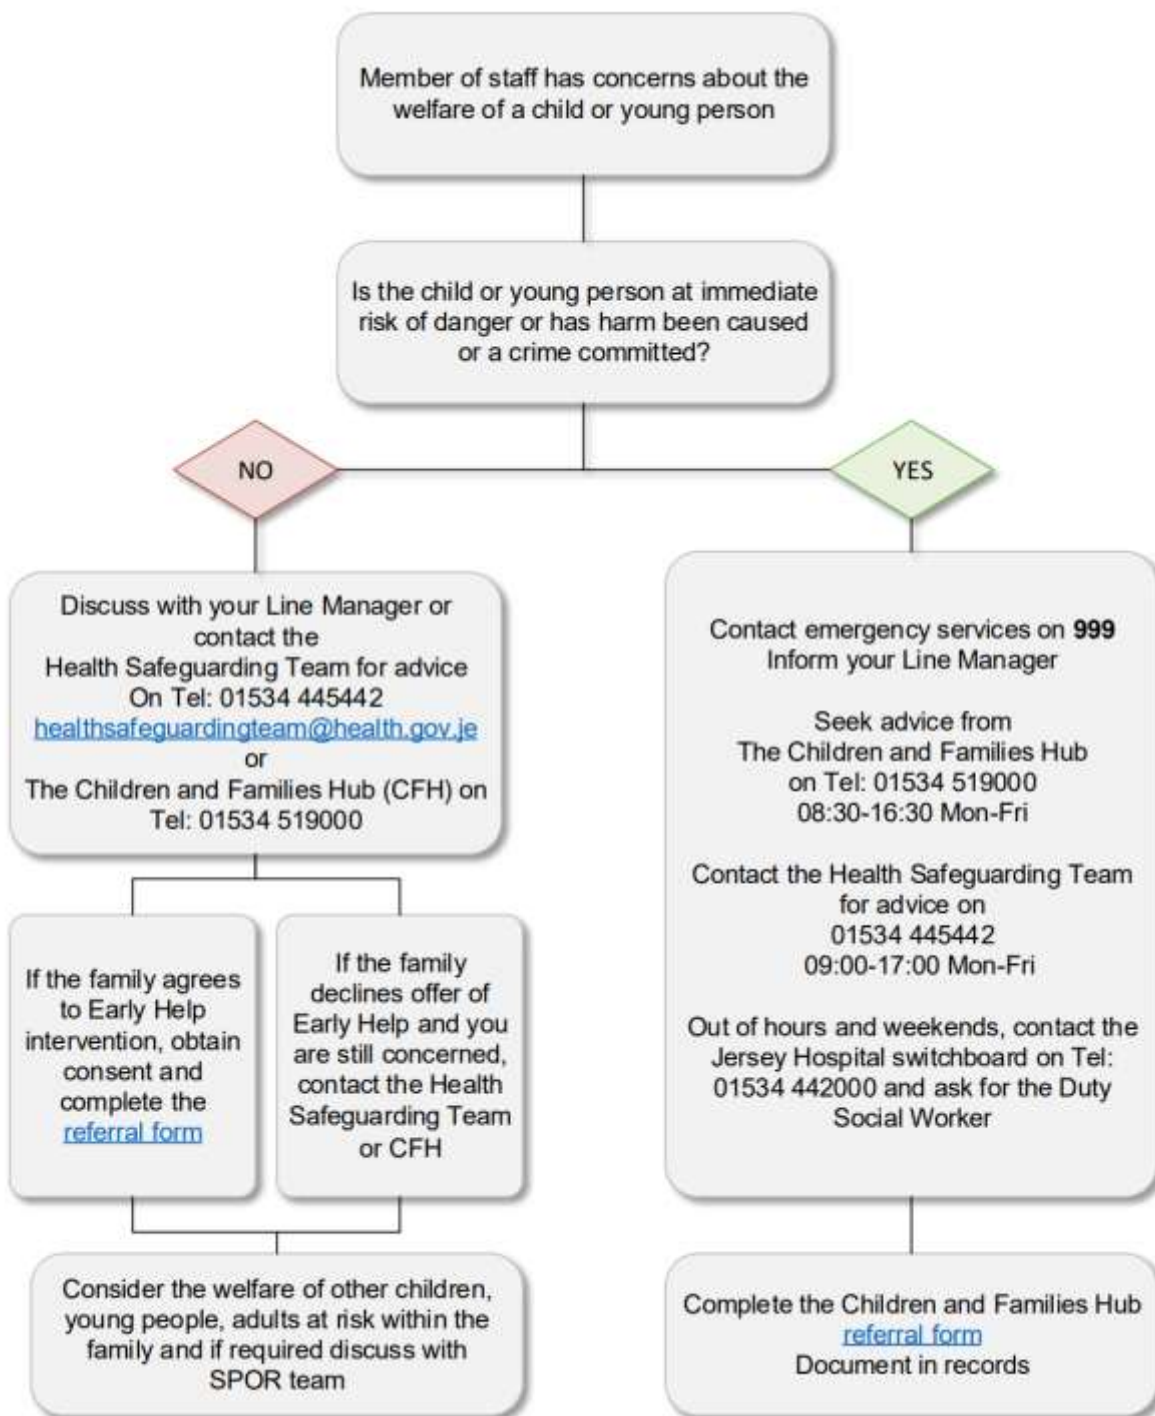 Member of staff has concerns about the
welfare of a child or young person
Is the child or young person at immediate
risk of danger or has harm been caused
or a crime committed?
NO
YES
Discuss with your Line Manager or
contact the
Health Safeguarding Team for advice
On Tel: 01534 445442
healthsafeguardingteam@health.gov.je
or
The Children and Families Hub (CFH) on
Tel: 01534 519000
Contact emergency services on 999
Inform your Line Manager
Seek advice from
The Children and Families Hub
on Tel: 01534 519000
08:30-16:30 Mon-Fri
Contact the Health Safeguarding Team
for advice on
01534 445442
09:00-17:00 Mon-Fri
Out of hours and weekends, contact the
Jersey Hospital switchboard on Tel:
01534 442000 and ask for the Duty
Social Worker
If the family agrees
to Early Help
intervention, obtain
consent and
complete the
referral form
If the family
declines offer of
Early Help and you
are still concerned,
contact the Health
Safeguarding Team
or CFH
Consider the welfare of other children,
young people, adults at risk within the
family and if required discuss with
SPOR team
Complete the Children and Families Hub
referral form
Document in records